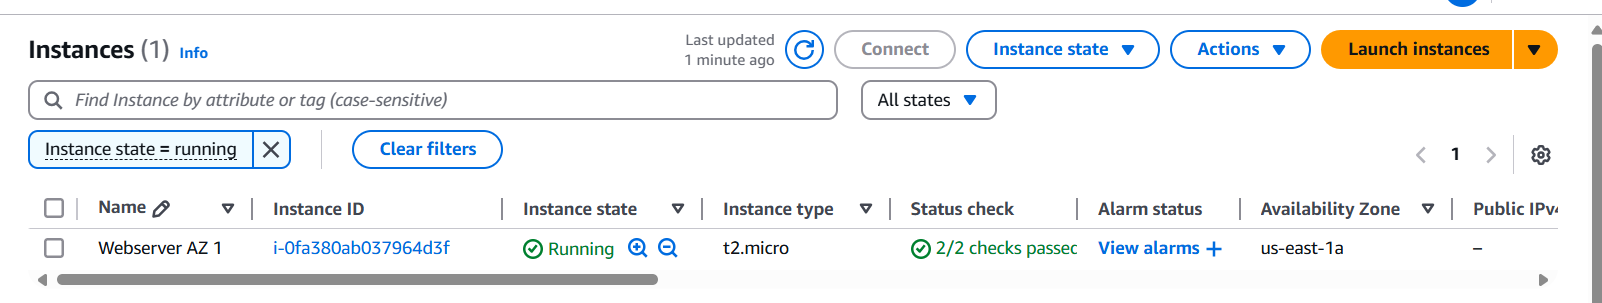 Instances (1) Info
Last updated
1 minute ago
Connect
Instance state
Actions
Launch instances
Find Instance by attribute or tag (case-sensitive)
All states
Instance state = running
Clear filters
1
Name Instance ID Instance state Instance type Status check Alarm status Availability Zone Public IPv4
Webserver AZ 1 i-0fa380ab037964d3f Running t2.micro 2/2 checks passed View alarms + us-east-1a –